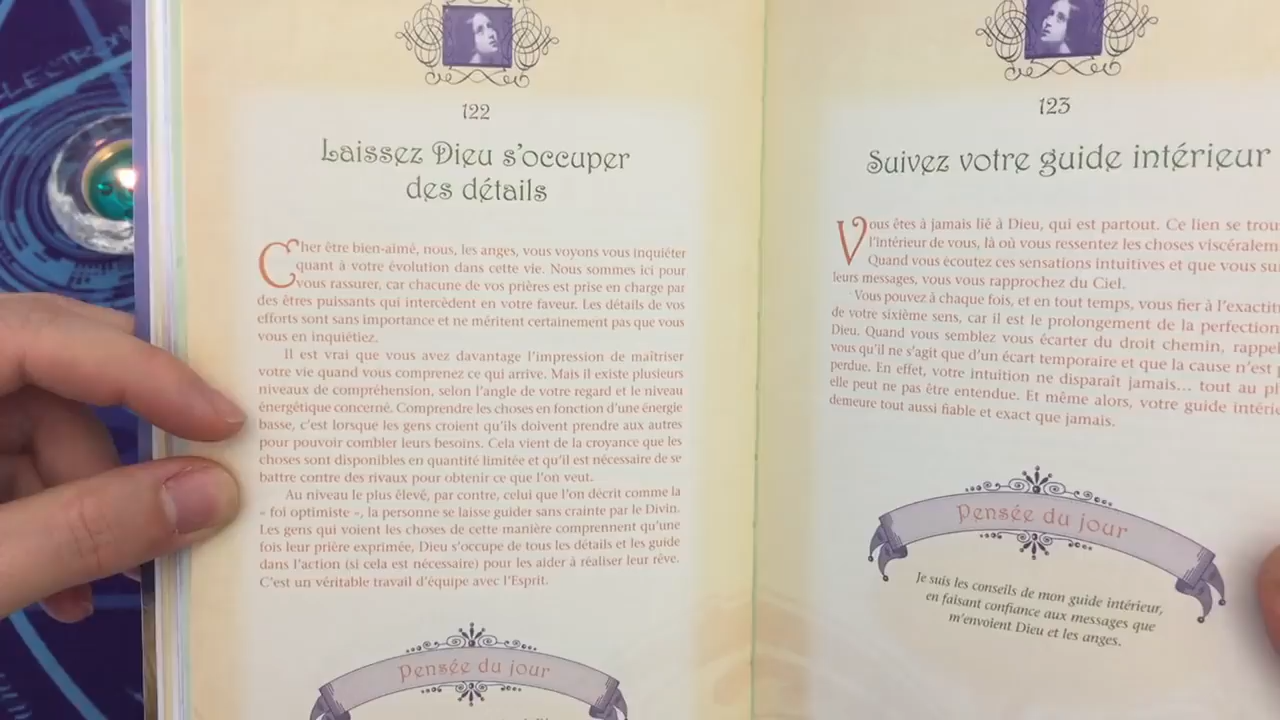 122
Laissez Dieu s'occuper
des détails
Cher être bien-aimé, nous, les anges, vous voyons vous inquiéter
quant à votre évolution dans cette vie. Nous sommes ici pour
vous rassurer, car chacune de vos prières est prise en charge par
des êtres puissants qui intercèdent en votre faveur. Les détails de vos
efforts sont sans importance et ne méritent certainement pas que vous
vous en inquiétiez.
Il est vrai que vous avez davantage l'impression de maîtriser
votre vie quand vous comprenez ce qui arrive. Mais il existe plusieurs
niveaux de compréhension, selon l'angle de votre regard et le niveau
énergétique concerné. Comprendre les choses en fonction d'une énergie
basse, c'est lorsque les gens croient qu'ils doivent prendre aux autres
pour pouvoir combler leurs besoins. Cela vient de la croyance que les
choses sont disponibles en quantité limitée et qu'il est nécessaire de se
battre contre des rivaux pour obtenir ce que l'on veut.
Au niveau le plus élevé, par contre, celui que l'on décrit comme la
« foi optimiste », la personne se laisse guider sans crainte par le Divin.
Les gens qui voient les choses de cette manière comprennent qu'une
fois leur prière exprimée, Dieu s'occupe de tous les détails et les guide
dans l'action (si cela est nécessaire) pour les aider à réaliser leur rêve.
C'est un véritable travail d'équipe avec l'Esprit.
Pensée du jour
123
Suivez votre guide intérieur
Vous êtes à jamais lié à Dieu, qui est partout. Ce lien se trou
l'intérieur de vous, là où vous ressentez les choses viscéralem
Quand vous écoutez ces sensations intuitives et que vous sui
leurs messages, vous vous rapprochez du Ciel.
Vous pouvez à chaque fois, et en tout temps, vous fier à l'exactit
de votre sixième sens, car il est le prolongement de la perfection
Dieu. Quand vous semblez vous écarter du droit chemin, rappel
vous qu'il ne s'agit que d'un écart temporaire et que la cause n'est p
perdue. En effet, votre intuition ne disparaît jamais... tout au pl
elle peut ne pas être entendue. Et même alors, votre guide intéri
demeure tout aussi fiable et exact que jamais.
Pensée du jour
Je suis les conseils de mon guide intérieur,
en faisant confiance aux messages que
m'envoient Dieu et les anges.